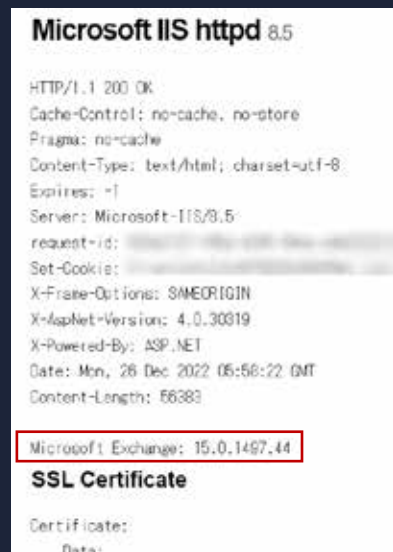 Microsoft IIS httpd 8.5
HTTP/1.1 200 OK
Cache-Control: no-cache, no-store
Pragma: no-cache
Content-Type: text/html; charset=utf-8
Expires: -1
Server: Microsoft-IIS/8.5
request-id:
Set-Cookie:
X-Frame-Options: SAMEORIGIN
X-AspNet-Version: 4.0.30319
X-Powered-By: ASP.NET
Date: Mon, 26 Dec 2022 05:58:22 GMT
Content-Length: 56383
Microsoft Exchange: 15.0.1497.44
SSL Certificate
Certificate:
Data: